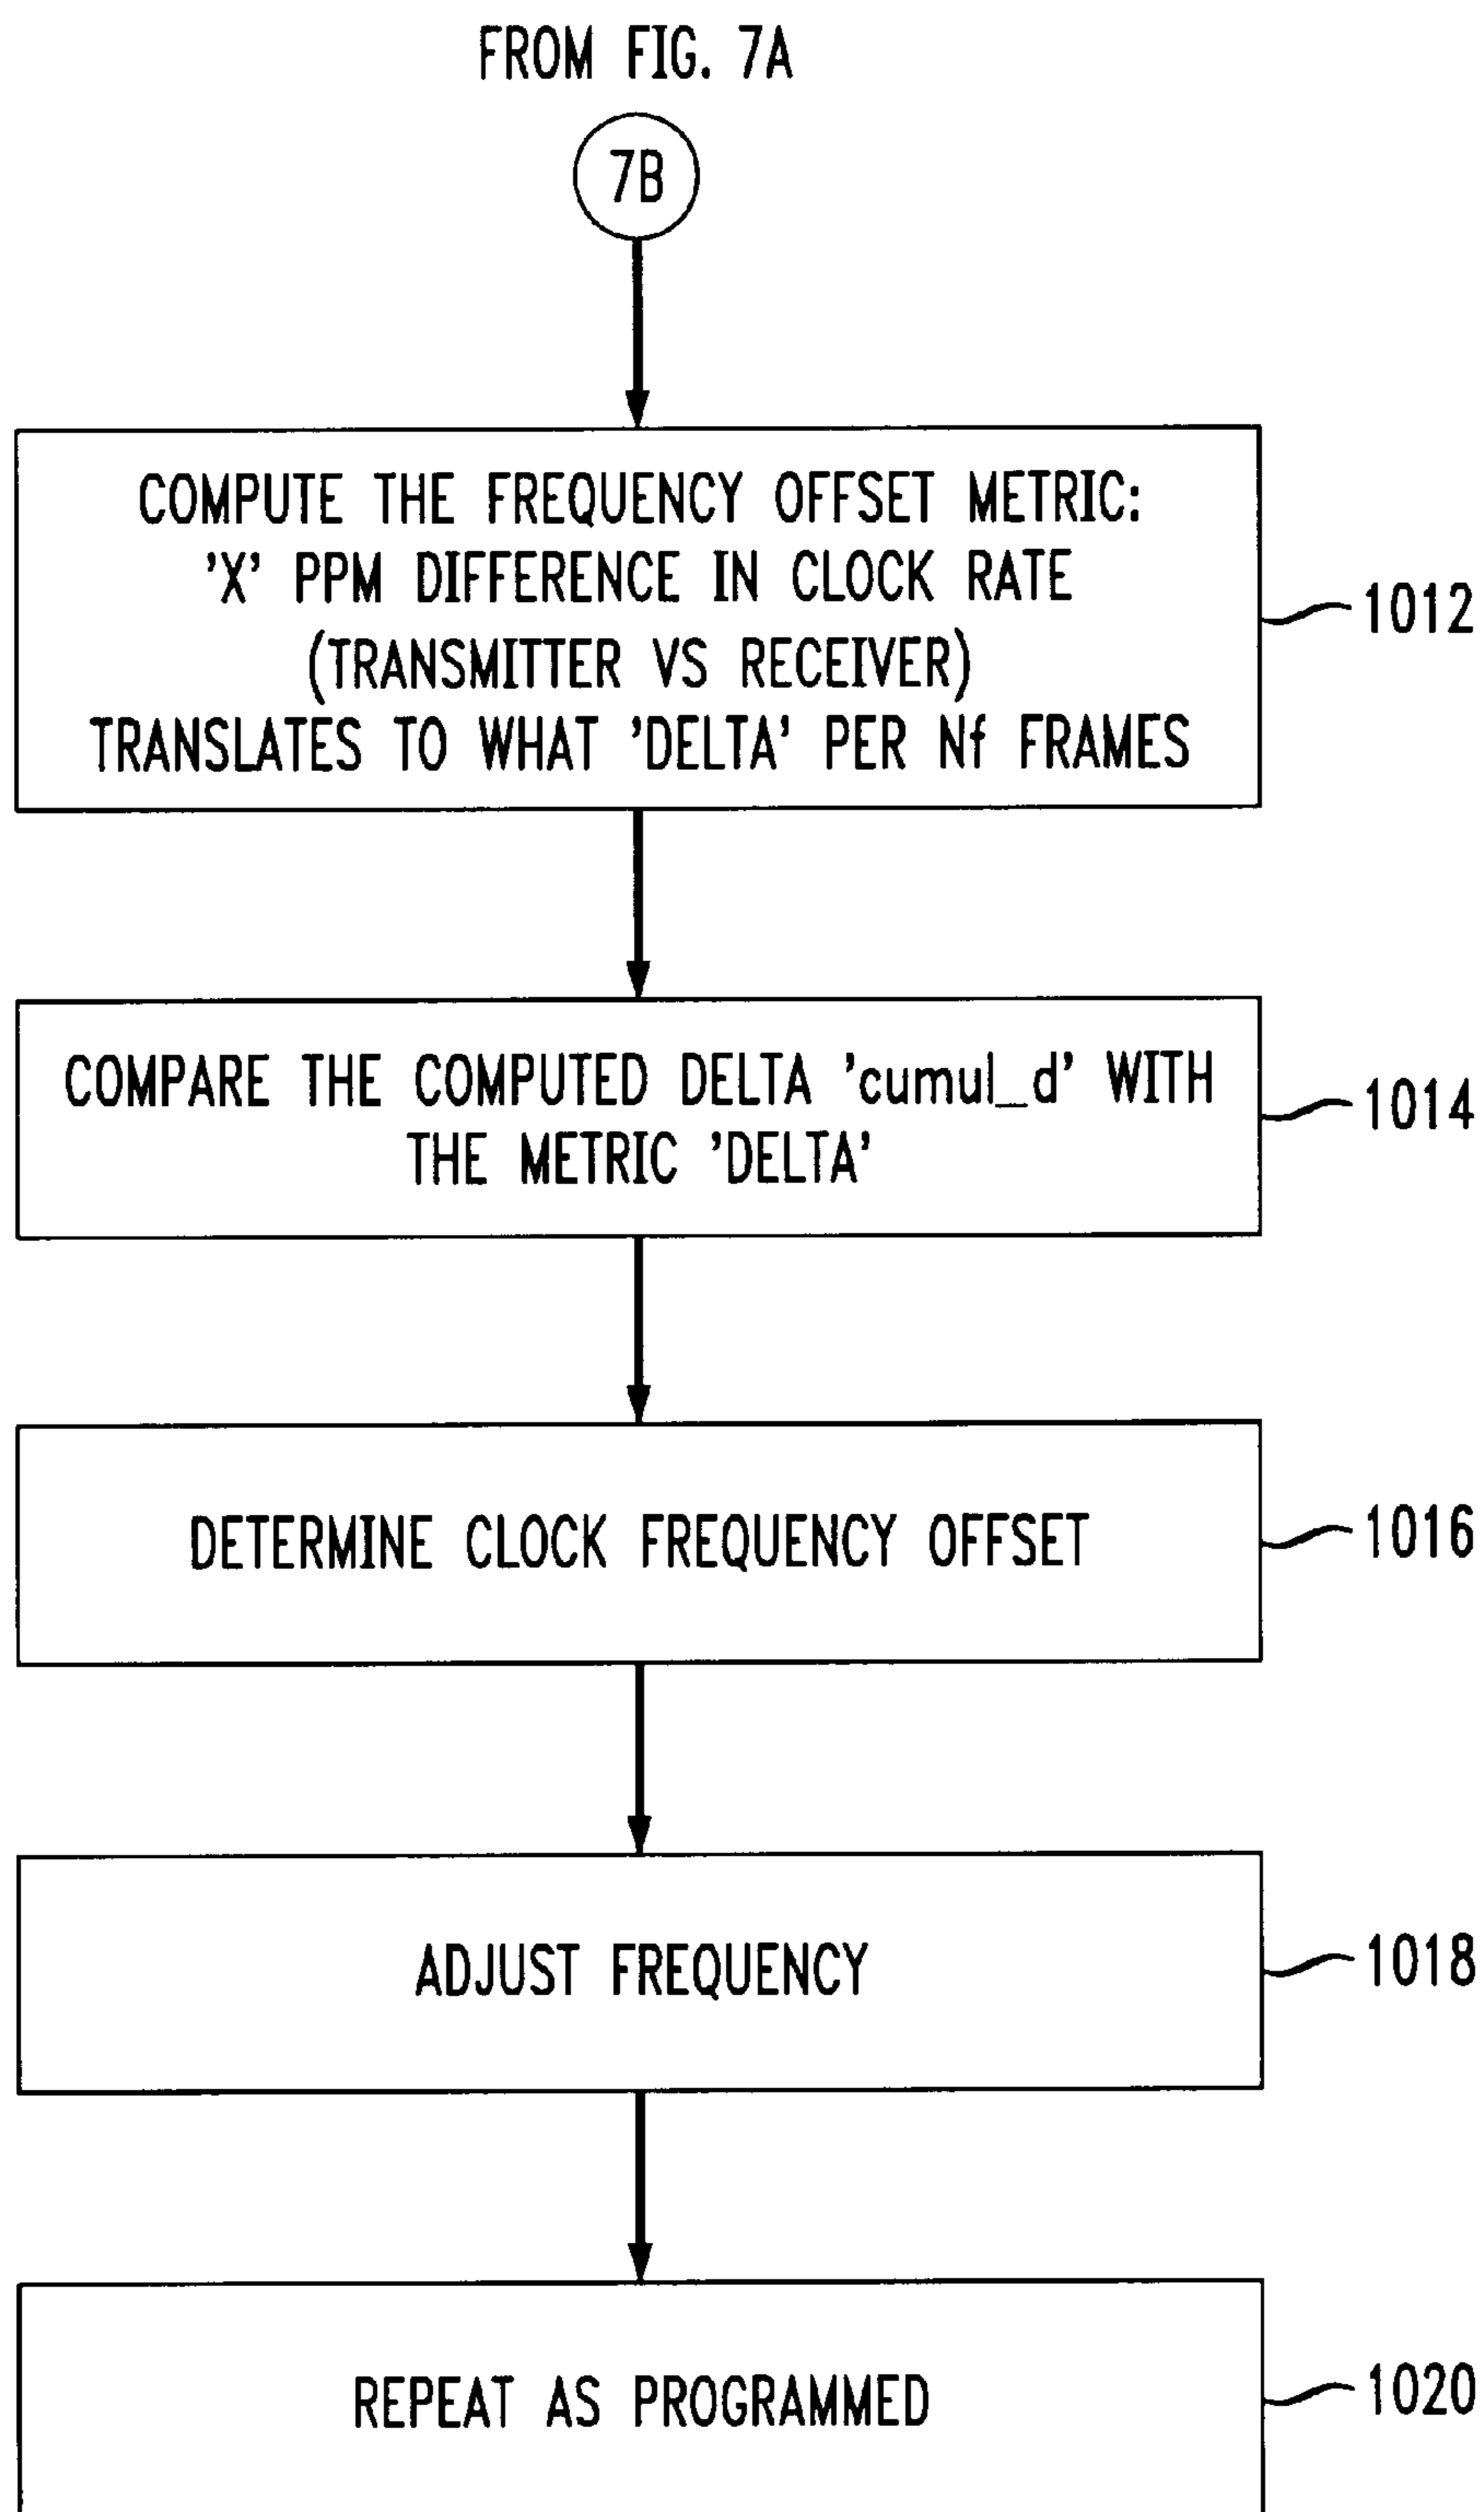 FROM FIG. 7A
7B
COMPUTE THE FREQUENCY OFFSET METRIC:
'X' PPM DIFFERENCE IN CLOCK RATE
(TRANSMITTER VS RECEIVER)
TRANSLATES TO WHAT 'DELTA' PER Nf FRAMES
1012
COMPARE THE COMPUTED DELTA 'cumul_d' WITH
THE METRIC 'DELTA'
1014
DETERMINE CLOCK FREQUENCY OFFSET
1016
ADJUST FREQUENCY
1018
REPEAT AS PROGRAMMED
1020